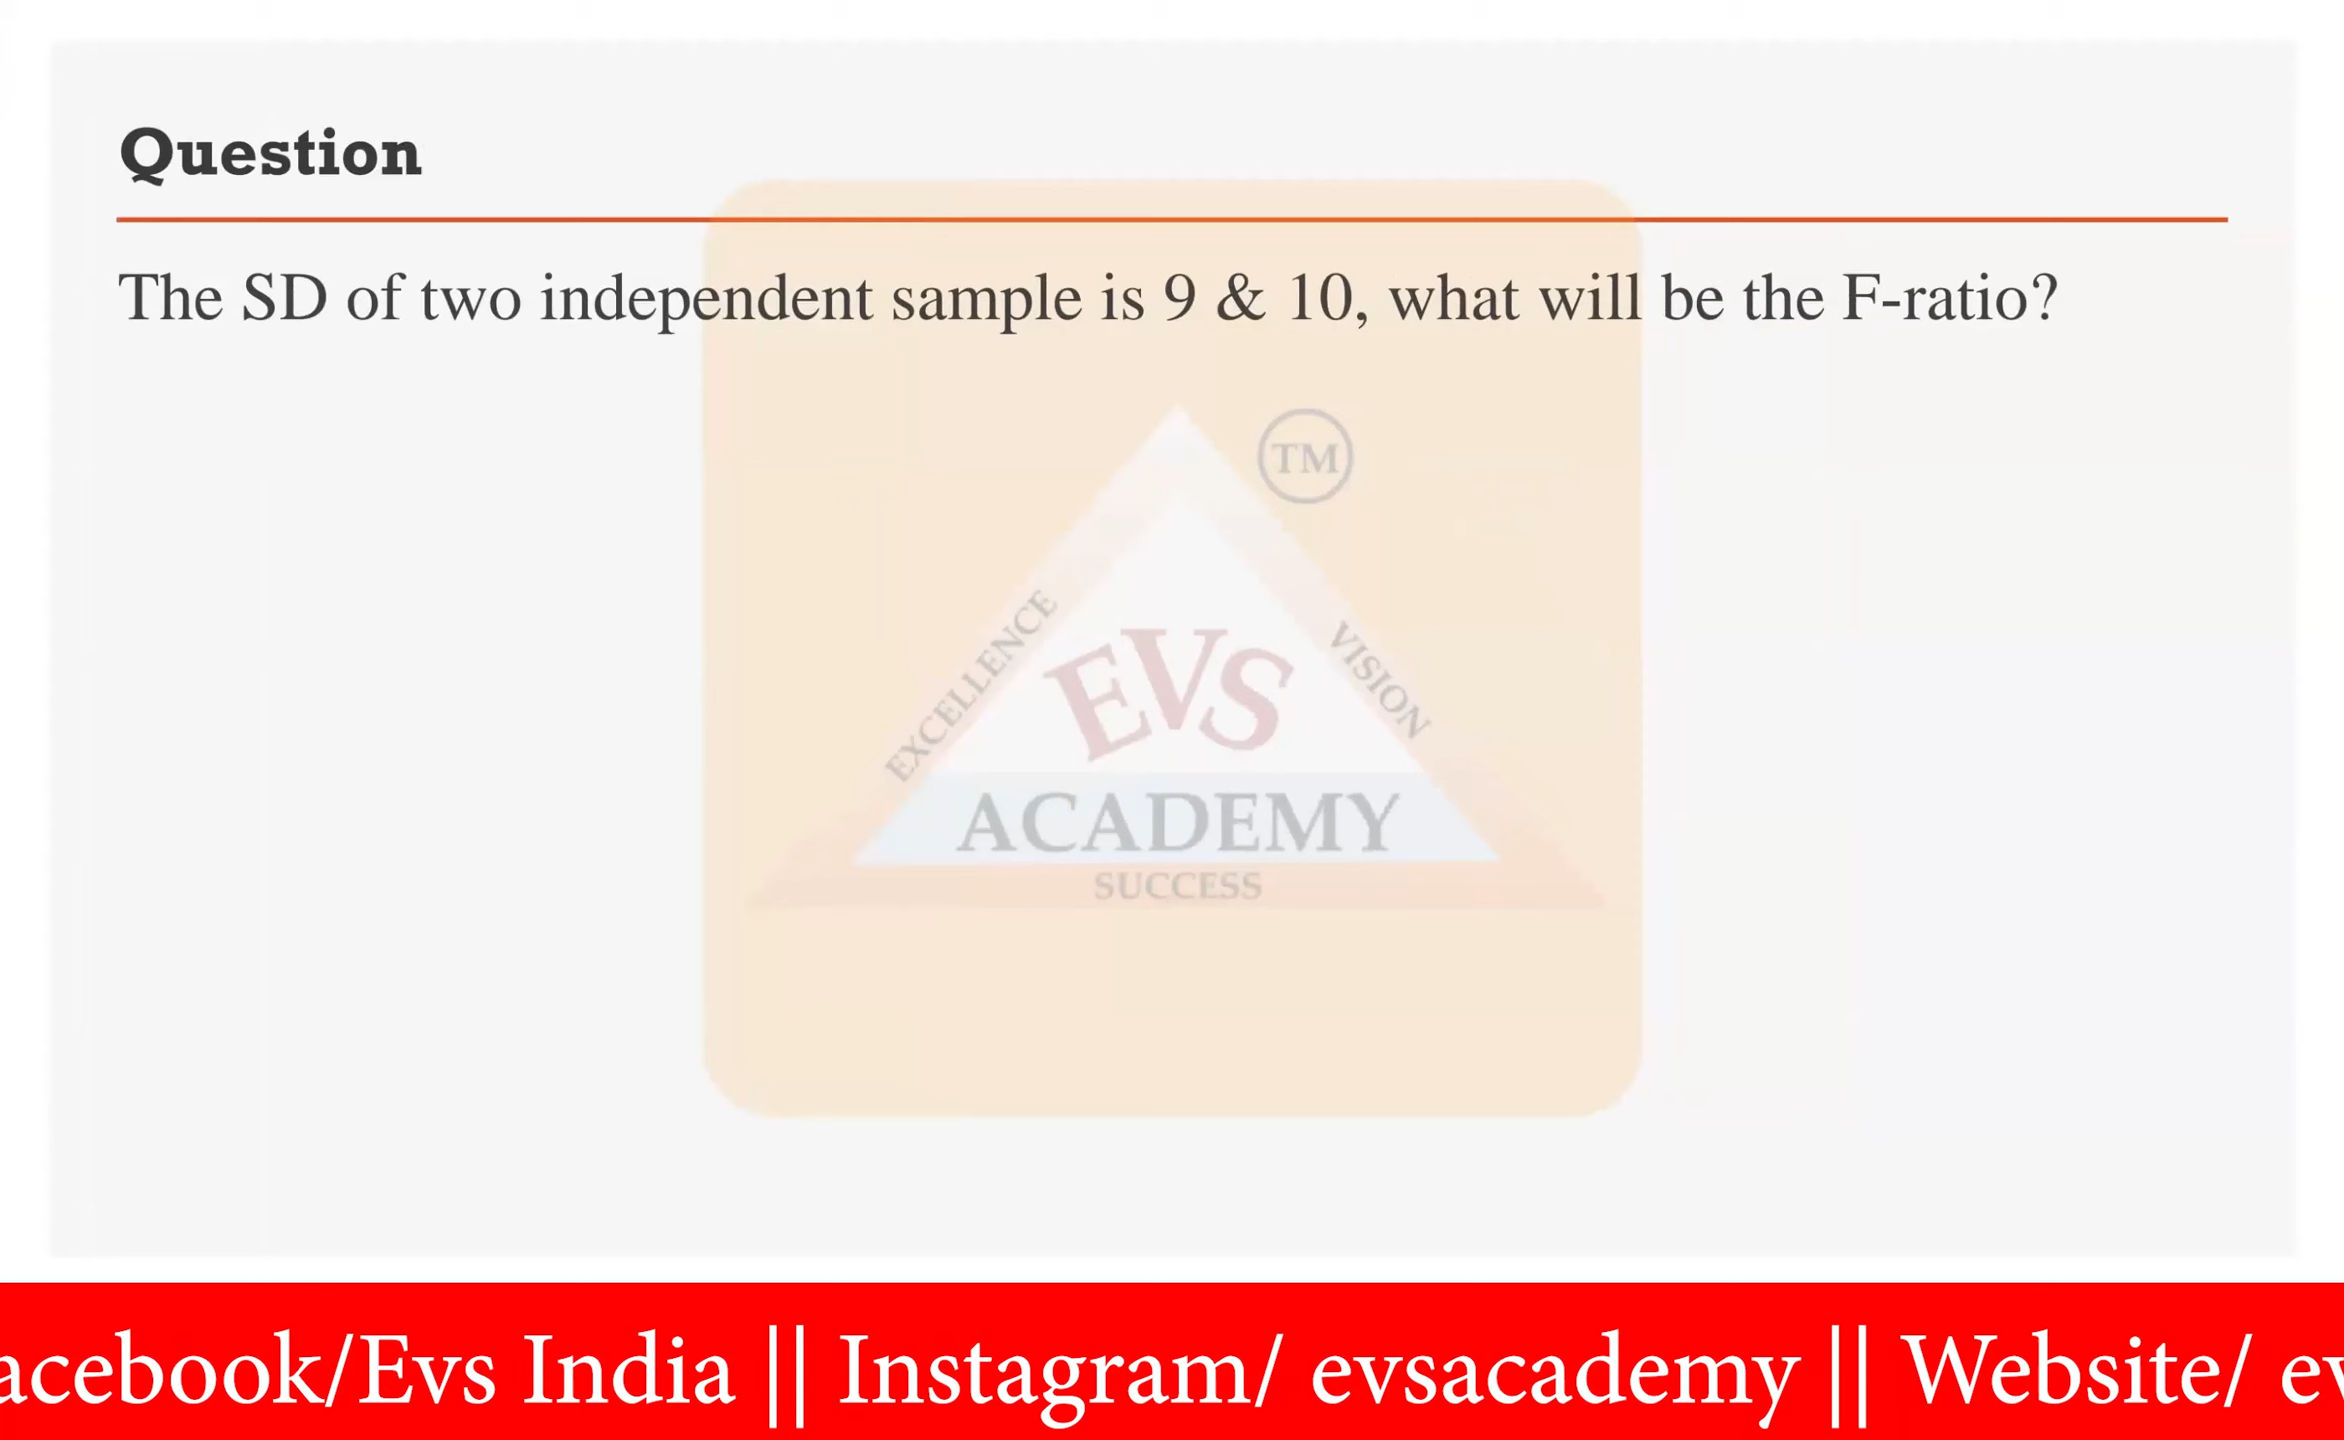 Question
The SD of two independent sample is 9 & 10, what will be the F-ratio?
TM
EXCELLENCE
VISION
EVS
ACADEMY
SUCCESS
acebook/Evs India || Instagram/ evsacademy || Website/ ev